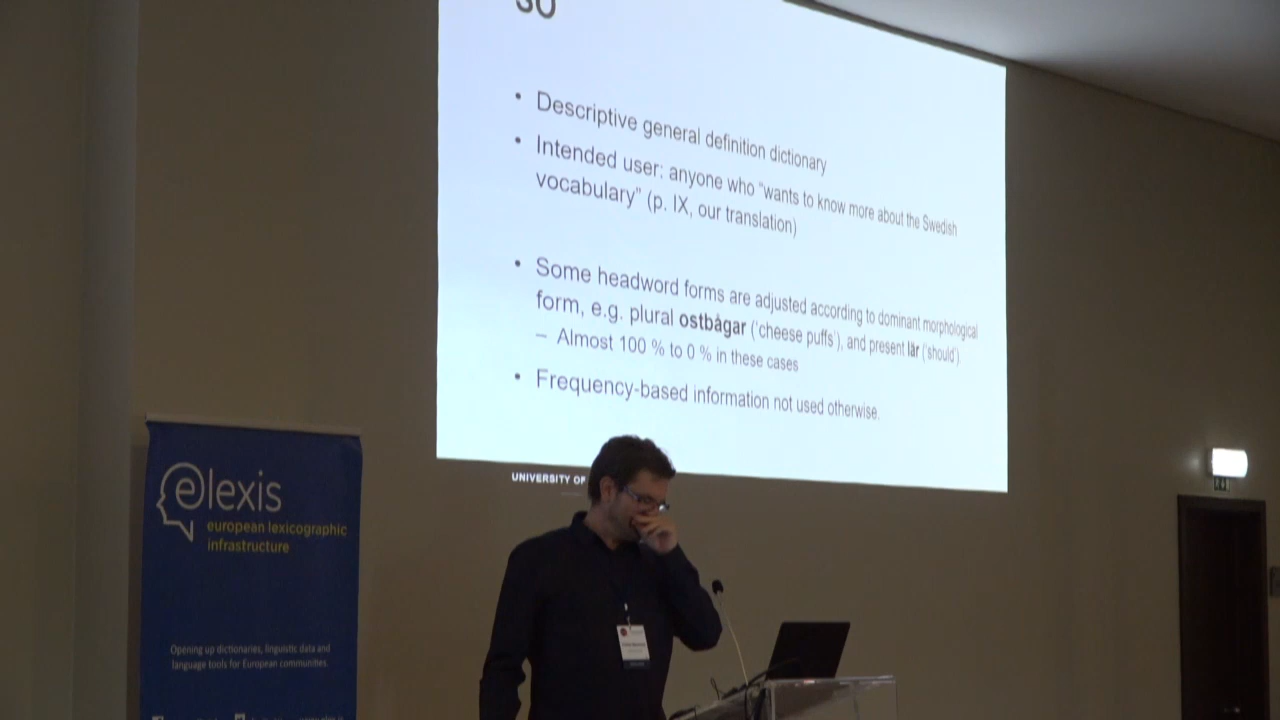 SO
• Descriptive general definition dictionary
• Intended user: anyone who “wants to know more about the Swedish
vocabulary” (p. IX, our translation)
• Some headword forms are adjusted according to dominant morphological
form, e.g. plural ostbågar (‘cheese puffs’), and present lär (‘should’).
– Almost 100 % to 0 % in these cases
• Frequency-based information not used otherwise.
UNIVERSITY OF
elexis
european lexicographic
infrastructure
Opening up dictionaries, linguistic data and
language tools for European communities.